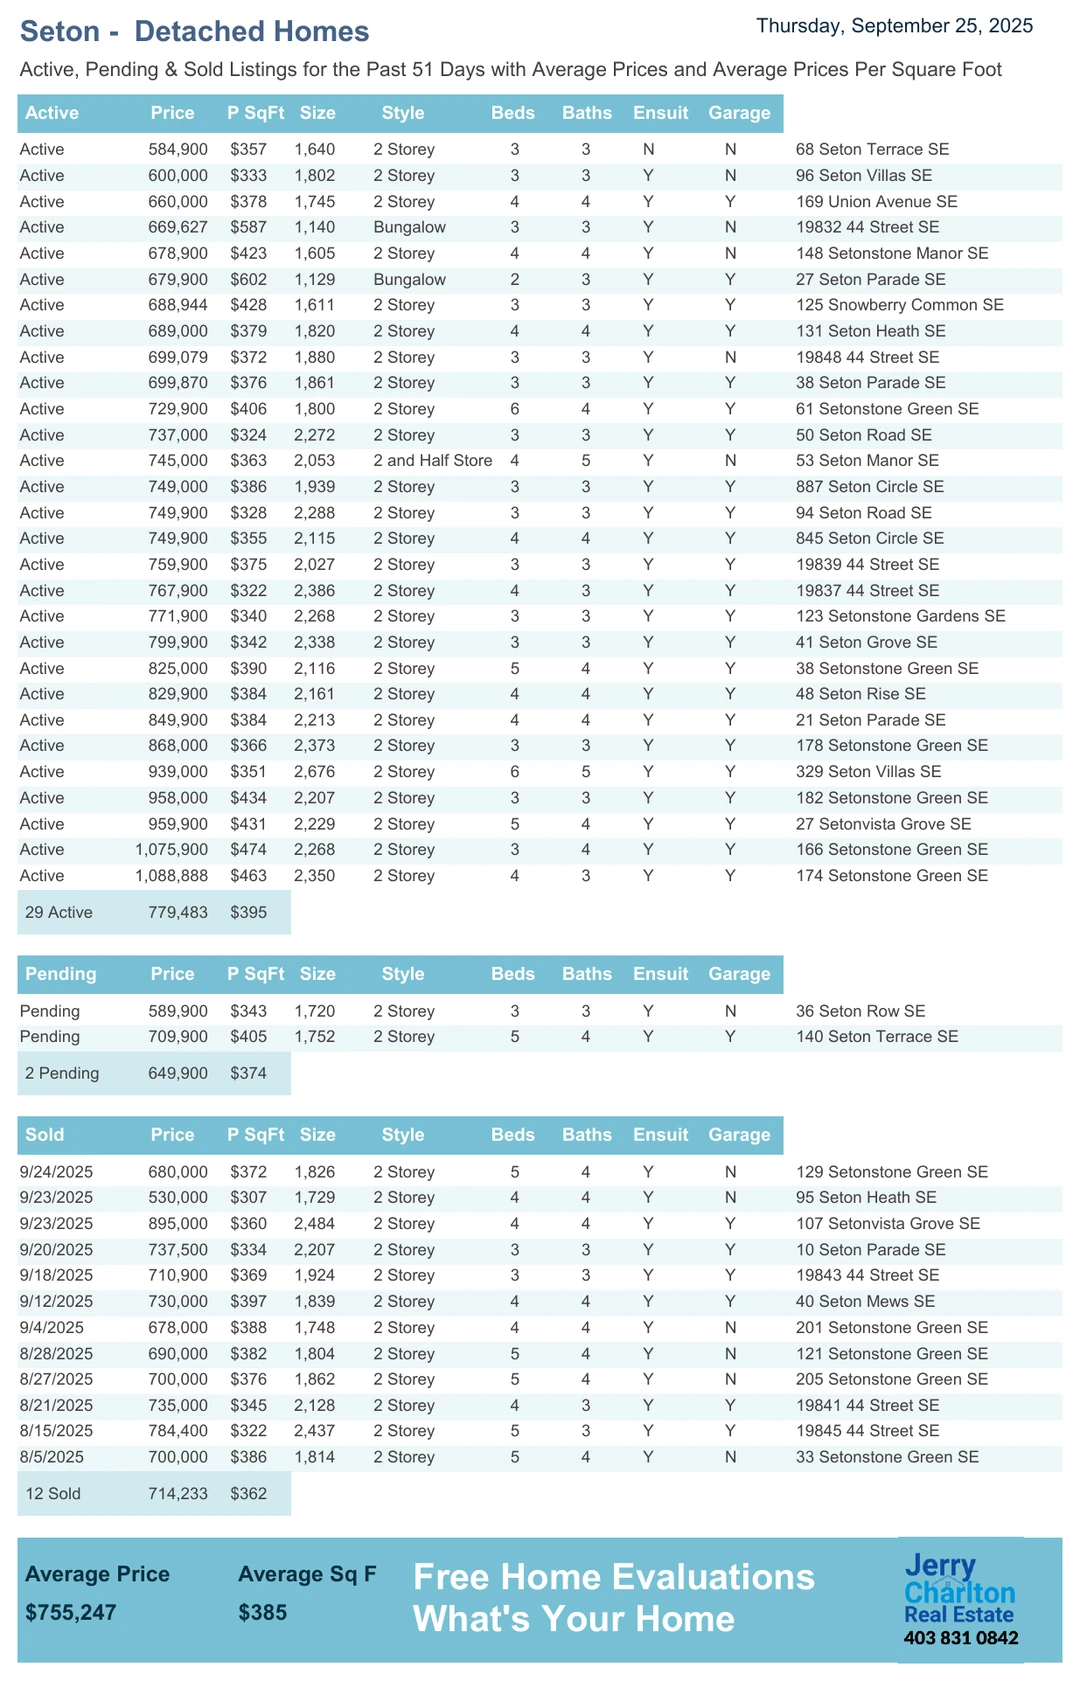 Seton - Detached Homes
Thursday, September 25, 2025
Active, Pending & Sold Listings for the Past 51 Days with Average Prices and Average Prices Per Square Foot
Active Price P SqFt Size Style Beds Baths Ensuit Garage
Active 584,900 $357 1,640 2 Storey 3 3 N N 68 Seton Terrace SE
Active 600,000 $333 1,802 2 Storey 3 3 Y N 96 Seton Villas SE
Active 660,000 $378 1,745 2 Storey 4 4 Y Y 169 Union Avenue SE
Active 669,627 $587 1,140 Bungalow 3 3 Y N 19832 44 Street SE
Active 678,900 $423 1,605 2 Storey 4 4 Y N 148 Setonstone Manor SE
Active 679,900 $602 1,129 Bungalow 2 3 Y Y 27 Seton Parade SE
Active 688,944 $428 1,611 2 Storey 3 3 Y Y 125 Snowberry Common SE
Active 689,000 $379 1,820 2 Storey 4 4 Y Y 131 Seton Heath SE
Active 699,079 $372 1,880 2 Storey 3 3 Y N 19848 44 Street SE
Active 699,870 $376 1,861 2 Storey 3 3 Y Y 38 Seton Parade SE
Active 729,900 $406 1,800 2 Storey 6 4 Y Y 61 Setonstone Green SE
Active 737,000 $324 2,272 2 Storey 3 3 Y Y 50 Seton Road SE
Active 745,000 $363 2,053 2 and Half Store 4 5 Y N 53 Seton Manor SE
Active 749,000 $386 1,939 2 Storey 3 3 Y Y 887 Seton Circle SE
Active 749,900 $328 2,288 2 Storey 3 3 Y Y 94 Seton Road SE
Active 749,900 $355 2,115 2 Storey 4 4 Y Y 845 Seton Circle SE
Active 759,900 $375 2,027 2 Storey 3 3 Y Y 19839 44 Street SE
Active 767,900 $322 2,386 2 Storey 4 3 Y Y 19837 44 Street SE
Active 771,900 $340 2,268 2 Storey 3 3 Y Y 123 Setonstone Gardens SE
Active 799,900 $342 2,338 2 Storey 3 3 Y Y 41 Seton Grove SE
Active 825,000 $390 2,116 2 Storey 5 4 Y Y 38 Setonstone Green SE
Active 829,900 $384 2,161 2 Storey 4 4 Y Y 48 Seton Rise SE
Active 849,900 $384 2,213 2 Storey 4 4 Y Y 21 Seton Parade SE
Active 868,000 $366 2,373 2 Storey 3 3 Y Y 178 Setonstone Green SE
Active 939,000 $351 2,676 2 Storey 6 5 Y Y 329 Seton Villas SE
Active 958,000 $434 2,207 2 Storey 3 3 Y Y 182 Setonstone Green SE
Active 959,900 $431 2,229 2 Storey 5 4 Y Y 27 Setonvista Grove SE
Active 1,075,900 $474 2,268 2 Storey 3 4 Y Y 166 Setonstone Green SE
Active 1,088,888 $463 2,350 2 Storey 4 3 Y Y 174 Setonstone Green SE
29 Active 779,483 $395
Pending Price P SqFt Size Style Beds Baths Ensuit Garage
Pending 589,900 $343 1,720 2 Storey 3 3 Y N 36 Seton Row SE
Pending 709,900 $405 1,752 2 Storey 5 4 Y Y 140 Seton Terrace SE
2 Pending 649,900 $374
Sold Price P SqFt Size Style Beds Baths Ensuit Garage
9/24/2025 680,000 $372 1,826 2 Storey 5 4 Y N 129 Setonstone Green SE
9/23/2025 530,000 $307 1,729 2 Storey 4 4 Y N 95 Seton Heath SE
9/23/2025 895,000 $360 2,484 2 Storey 4 4 Y Y 107 Setonvista Grove SE
9/20/2025 737,500 $334 2,207 2 Storey 3 3 Y Y 10 Seton Parade SE
9/18/2025 710,900 $369 1,924 2 Storey 3 3 Y Y 19843 44 Street SE
9/12/2025 730,000 $397 1,839 2 Storey 4 4 Y Y 40 Seton Mews SE
9/4/2025 678,000 $388 1,748 2 Storey 4 4 Y N 201 Setonstone Green SE
8/28/2025 690,000 $382 1,804 2 Storey 5 4 Y N 121 Setonstone Green SE
8/27/2025 700,000 $376 1,862 2 Storey 5 4 Y N 205 Setonstone Green SE
8/21/2025 735,000 $345 2,128 2 Storey 4 3 Y Y 19841 44 Street SE
8/15/2025 784,400 $322 2,437 2 Storey 5 3 Y Y 19845 44 Street SE
8/5/2025 700,000 $386 1,814 2 Storey 5 4 Y N 33 Setonstone Green SE
12 Sold 714,233 $362
Average Price Average Sq F
$755,247 $385
Free Home Evaluations
What's Your Home
Jerry
Charlton
Real Estate
403 831 0842